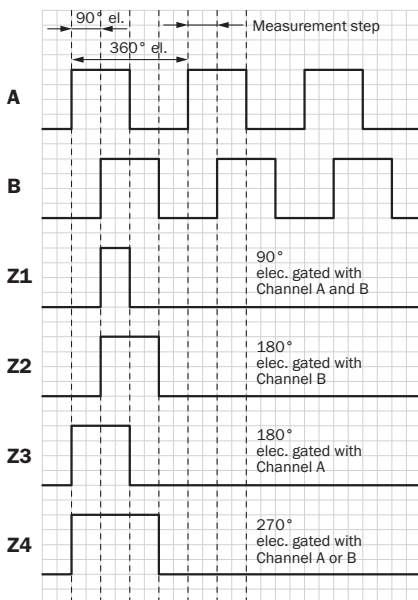 90° el.
Measurement step
360° el.
A
B
Z1
90°
elec. gated with
Channel A and B
Z2
180°
elec. gated with
Channel B
Z3
180°
elec. gated with
Channel A
Z4
270°
elec. gated with
Channel A or B